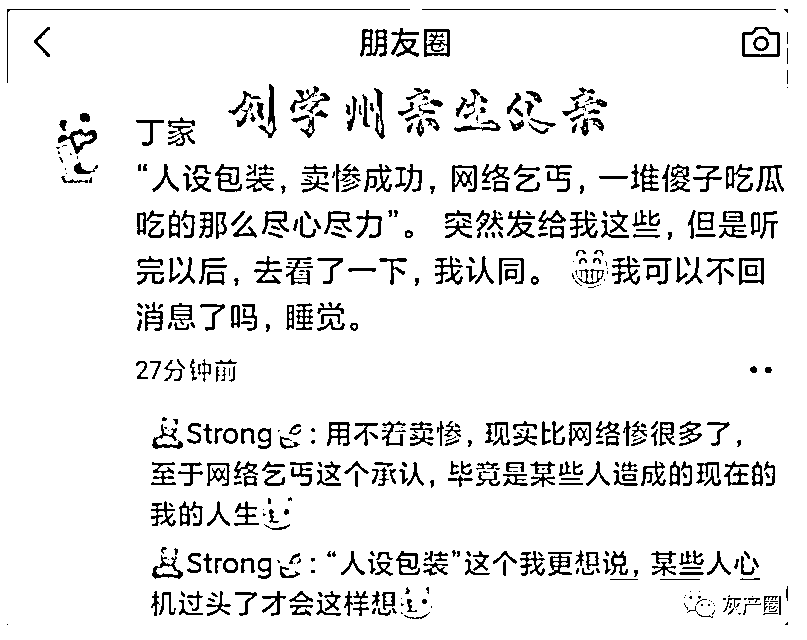 朋友圈
刘学州亲生父亲
丁家
“人设包装，卖惨成功，网络乞丐，一堆傻子吃瓜
吃的那么尽心尽力”。 突然发给我这些，但是听
完以后，去看了一下，我认同。 我可以不回
消息了吗，睡觉。
27分钟前
Strong：用不着卖惨，现实比网络惨很多了，
至于网络乞丐这个承认，毕竟是某些人造成的现在的
我的人生
Strong：“人设包装”这个我更想说，某些人心
机过头了才会这样想
灰产圈